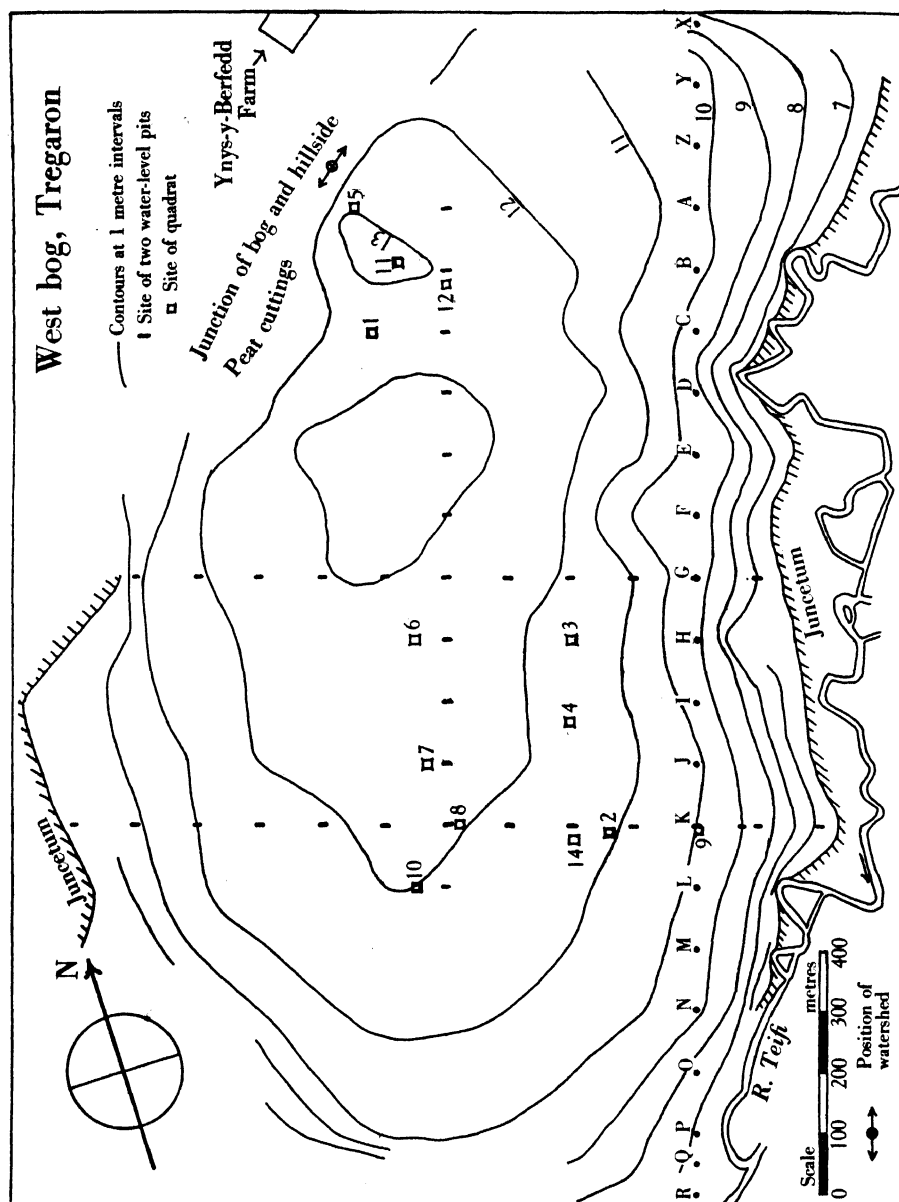 West bog, Tregaron
Contours at 1 metre intervals
Site of two water-level pits
Site of quadrat
Juncetum
N
Ynys-y-Berfedd
Farm
Junction of bog and hillside
Peat cuttings
5
1
13
11
6
10
7
12
8
12
3
4
14
2
11
9
R Q P O N M L K J I H G F E D C B A Z Y X
10
9
8
7
Juncetum
R. Teifi
Scale metres
0 100 200 300 400
Position of
watershed